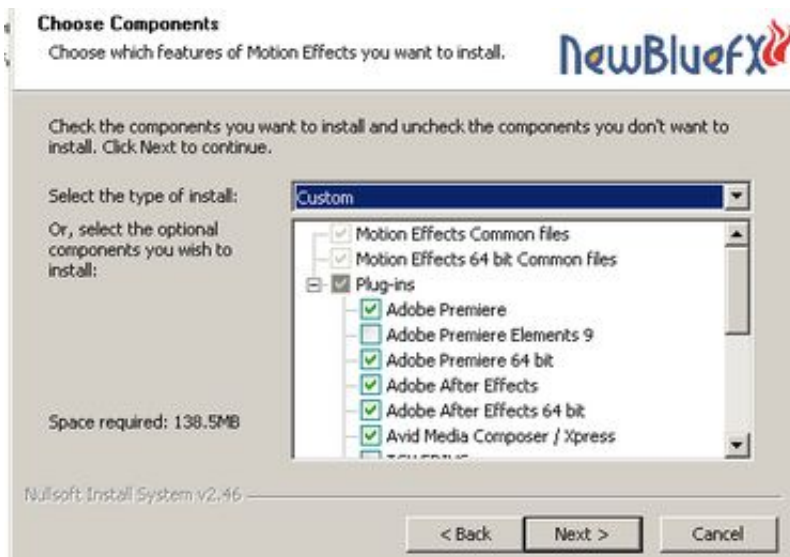 Choose Components
Choose which features of Motion Effects you want to install.
NewBlueFX
Check the components you want to install and uncheck the components you don't want to
install. Click Next to continue.
Select the type of install:
Custom
Or, select the optional
components you wish to
install:
Motion Effects Common files
Motion Effects 64 bit Common files
Plug-ins
Adobe Premiere
Adobe Premiere Elements 9
Adobe Premiere 64 bit
Adobe After Effects
Adobe After Effects 64 bit
Avid Media Composer / Xpress
Space required: 138.5MB
Nullsoft Install System v2.46
< Back
Next >
Cancel